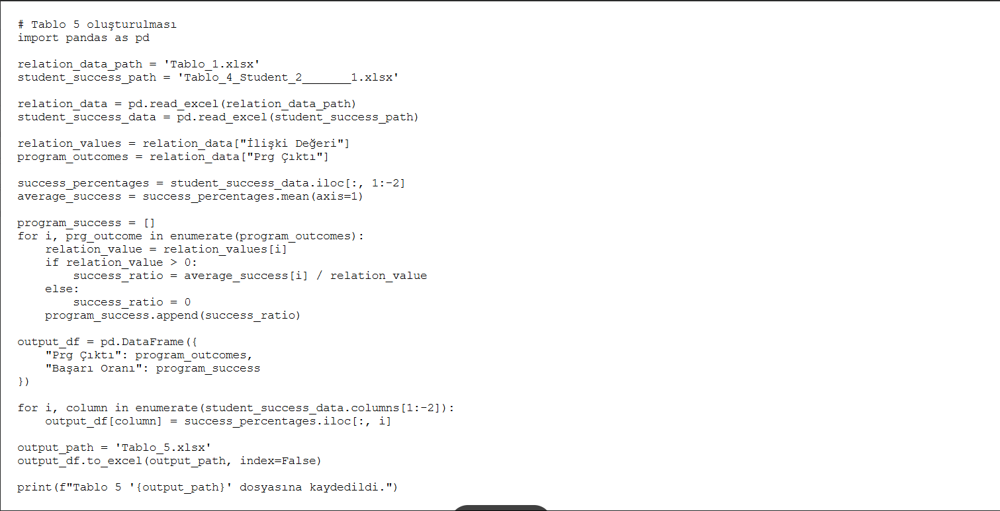 # Tablo 5 oluşturulması
import pandas as pd
relation_data_path = 'Tablo_1.xlsx'
student_success_path = 'Tablo_4_Student_2_______1.xlsx'
relation_data = pd.read_excel(relation_data_path)
student_success_data = pd.read_excel(student_success_path)
relation_values = relation_data["İlişki Değeri"]
program_outcomes = relation_data["Prg Çıktı"]
success_percentages = student_success_data.iloc[:, 1:-2]
average_success = success_percentages.mean(axis=1)
program_success = []
for i, prg_outcome in enumerate(program_outcomes):
    relation_value = relation_values[i]
    if relation_value > 0:
        success_ratio = average_success[i] / relation_value
    else:
        success_ratio = 0
    program_success.append(success_ratio)
output_df = pd.DataFrame({
    "Prg Çıktı": program_outcomes,
    "Başarı Oranı": program_success
})
for i, column in enumerate(student_success_data.columns[1:-2]):
    output_df[column] = success_percentages.iloc[:, i]
output_path = 'Tablo_5.xlsx'
output_df.to_excel(output_path, index=False)
print(f"Tablo 5 '{output_path}' dosyasına kaydedildi.")